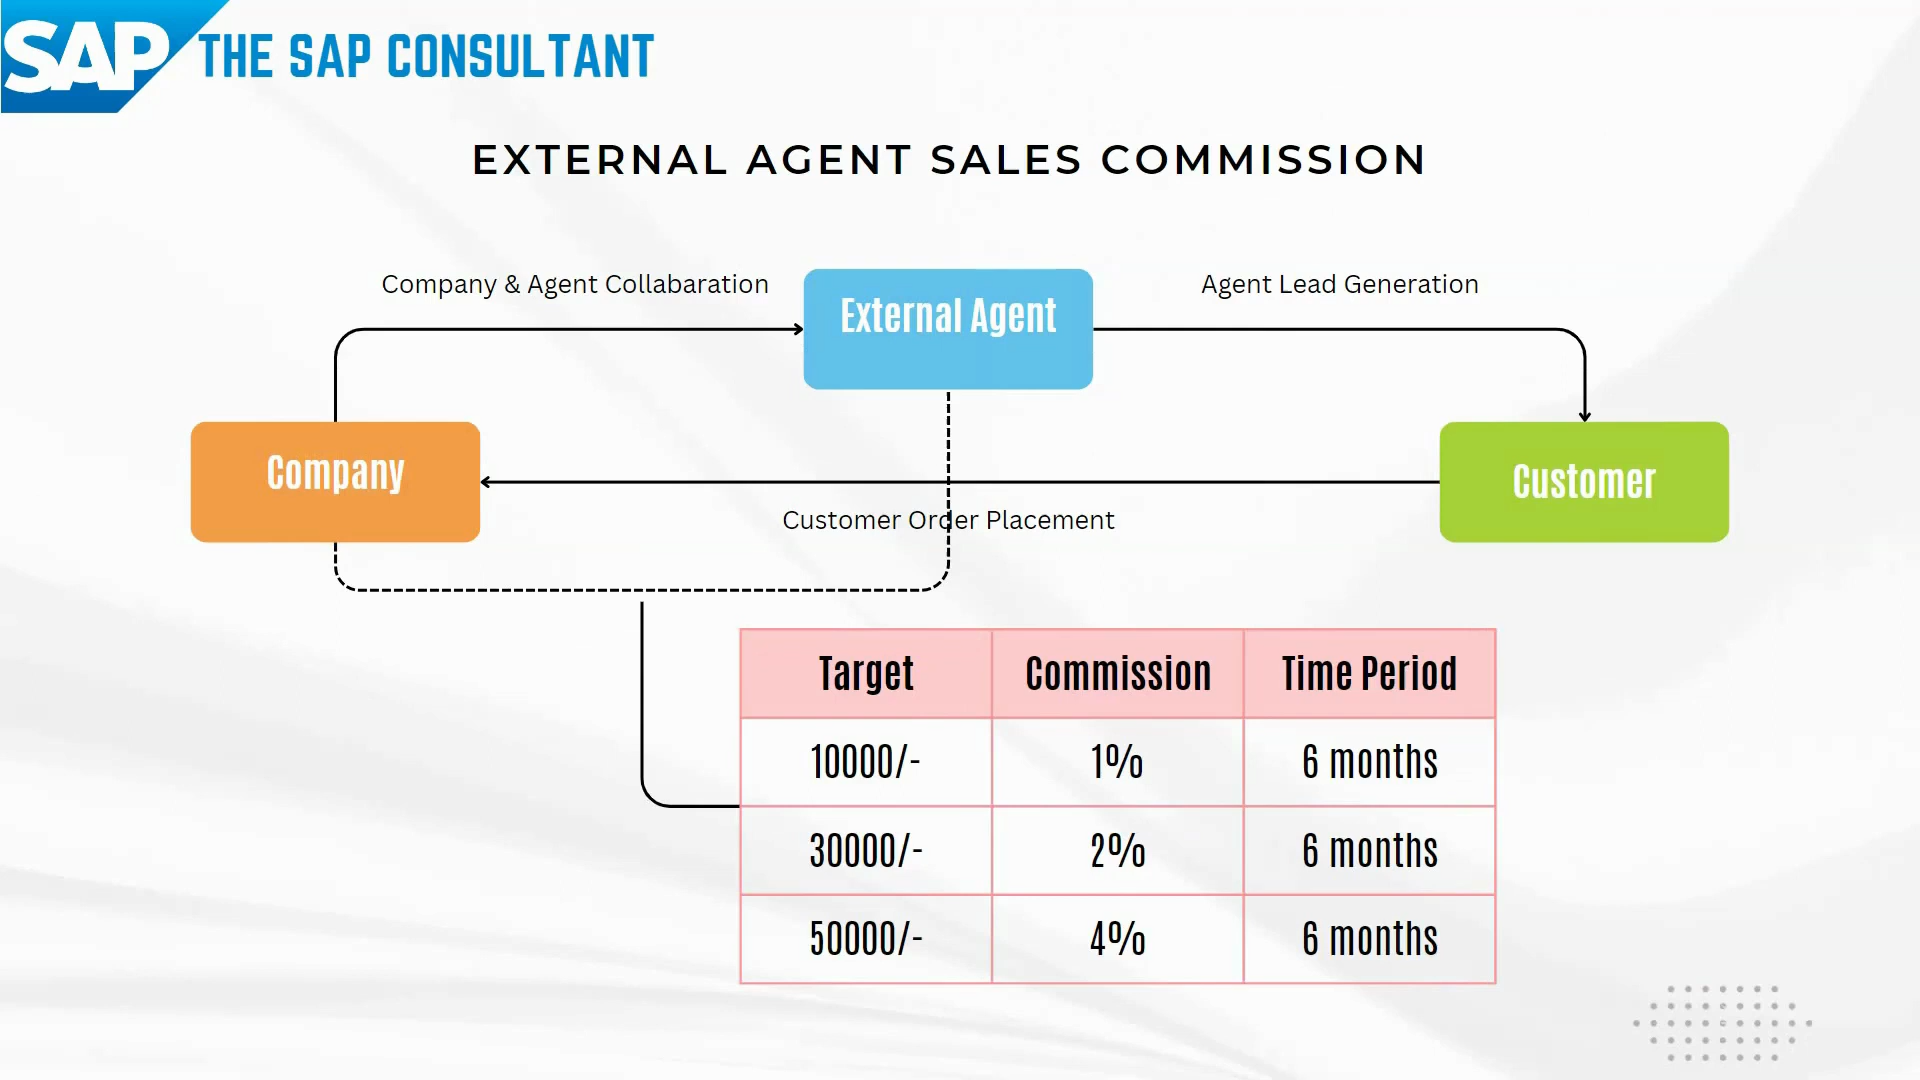 SAP THE SAP CONSULTANT
EXTERNAL AGENT SALES COMMISSION
Company & Agent Collabaration
External Agent
Agent Lead Generation
Company
Customer
Customer Order Placement
Target Commission Time Period
10000/- 1% 6 months
30000/- 2% 6 months
50000/- 4% 6 months